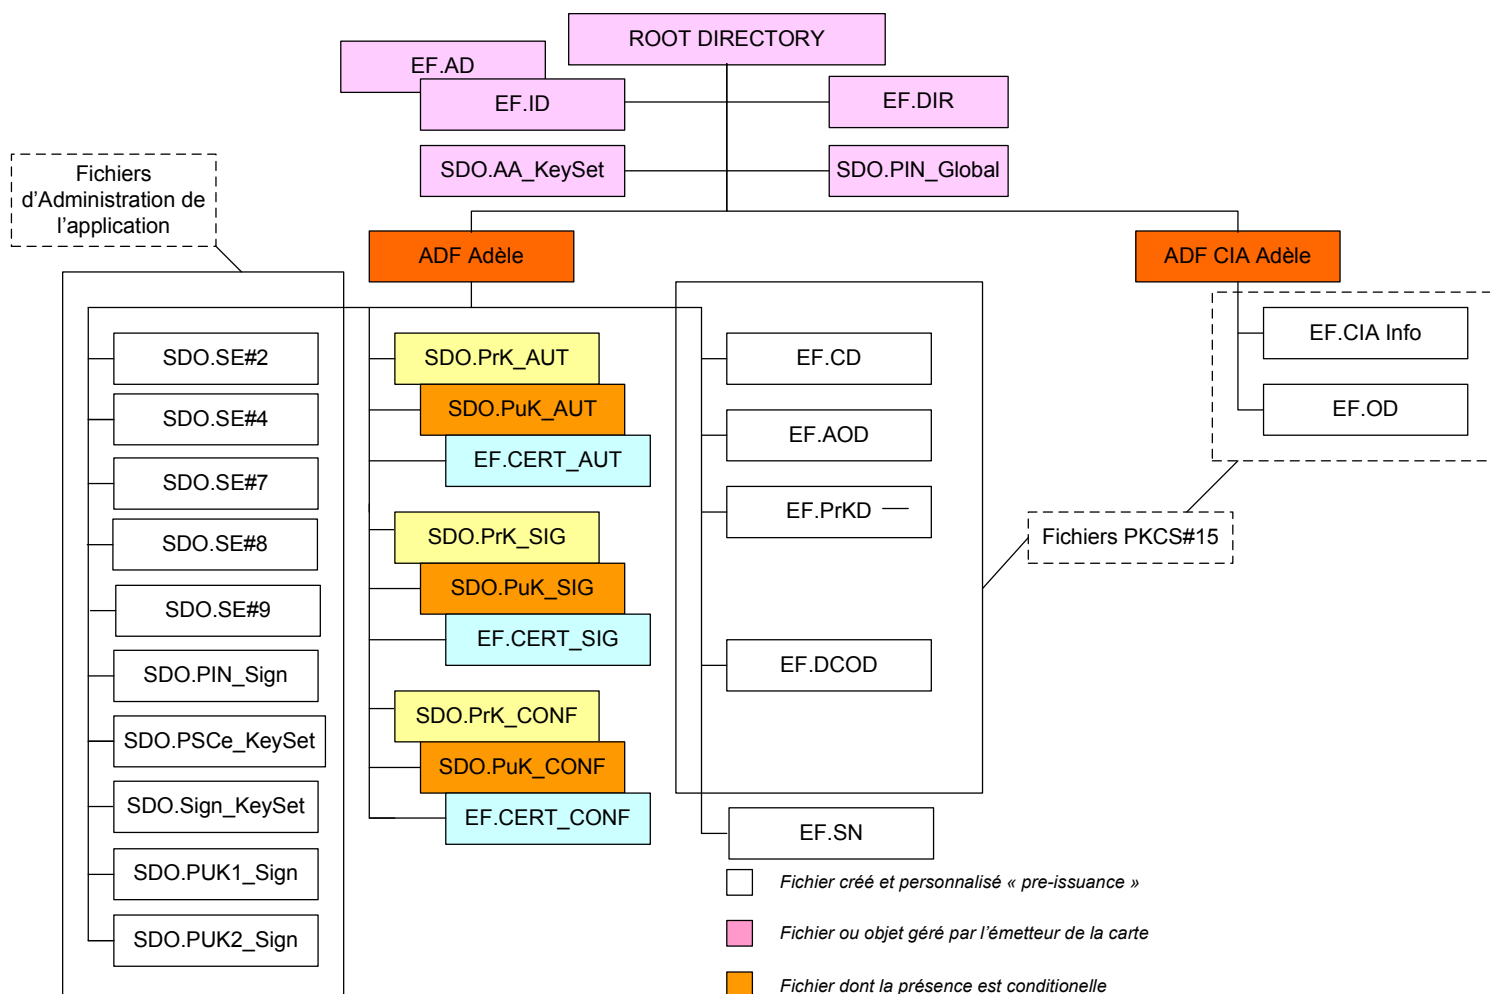 ROOT DIRECTORY
EF.AD
EF.ID
EF.DIR
SDO.AA_KeySet
SDO.PIN_Global
Fichiers
d'Administration de
l'application
ADF Adèle
ADF CIA Adèle
SDO.SE#2
SDO.SE#4
SDO.SE#7
SDO.SE#8
SDO.SE#9
SDO.PIN_Sign
SDO.PSCe_KeySet
SDO.Sign_KeySet
SDO.PUK1_Sign
SDO.PUK2_Sign
SDO.PrK_AUT
SDO.PuK_AUT
EF.CERT_AUT
SDO.PrK_SIG
SDO.PuK_SIG
EF.CERT_SIG
SDO.PrK_CONF
SDO.PuK_CONF
EF.CERT_CONF
EF.CD
EF.AOD
EF.PrKD
EF.DCOD
EF.SN
EF.CIA Info
EF.OD
Fichiers PKCS#15
Fichier créé et personnalisé « pre-issuance »
Fichier ou objet géré par l'émetteur de la carte
Fichier dont la présence est conditionelle